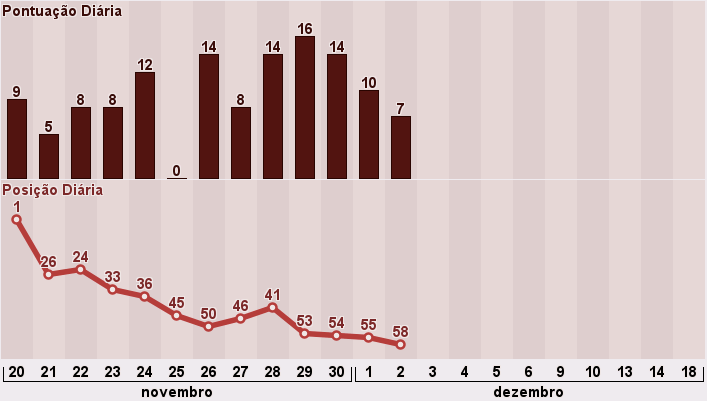 Pontuação Diária
9 5 8 8 12 0 14 8 14 16 14 10 7
Posição Diária
1 26 24 33 36 45 50 46 41 53 54 55 58
20 21 22 23 24 25 26 27 28 29 30 1 2 3 4 5 6 9 10 13 14 18
novembro dezembro